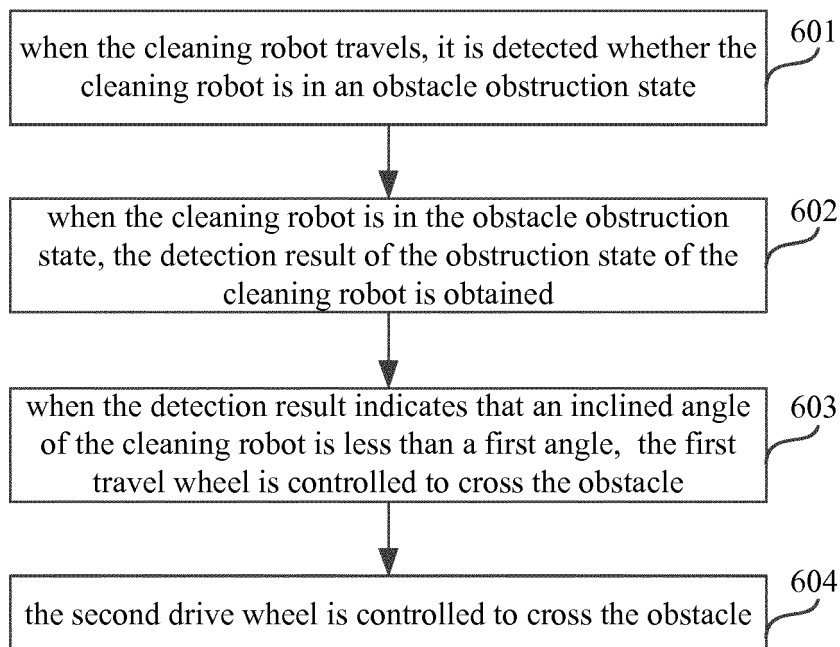 when the cleaning robot travels, it is detected whether the
cleaning robot is in an obstacle obstruction state
601
when the cleaning robot is in the obstacle obstruction
state, the detection result of the obstruction state of the
cleaning robot is obtained
602
when the detection result indicates that an inclined angle
of the cleaning robot is less than a first angle, the first
travel wheel is controlled to cross the obstacle
603
the second drive wheel is controlled to cross the obstacle
604